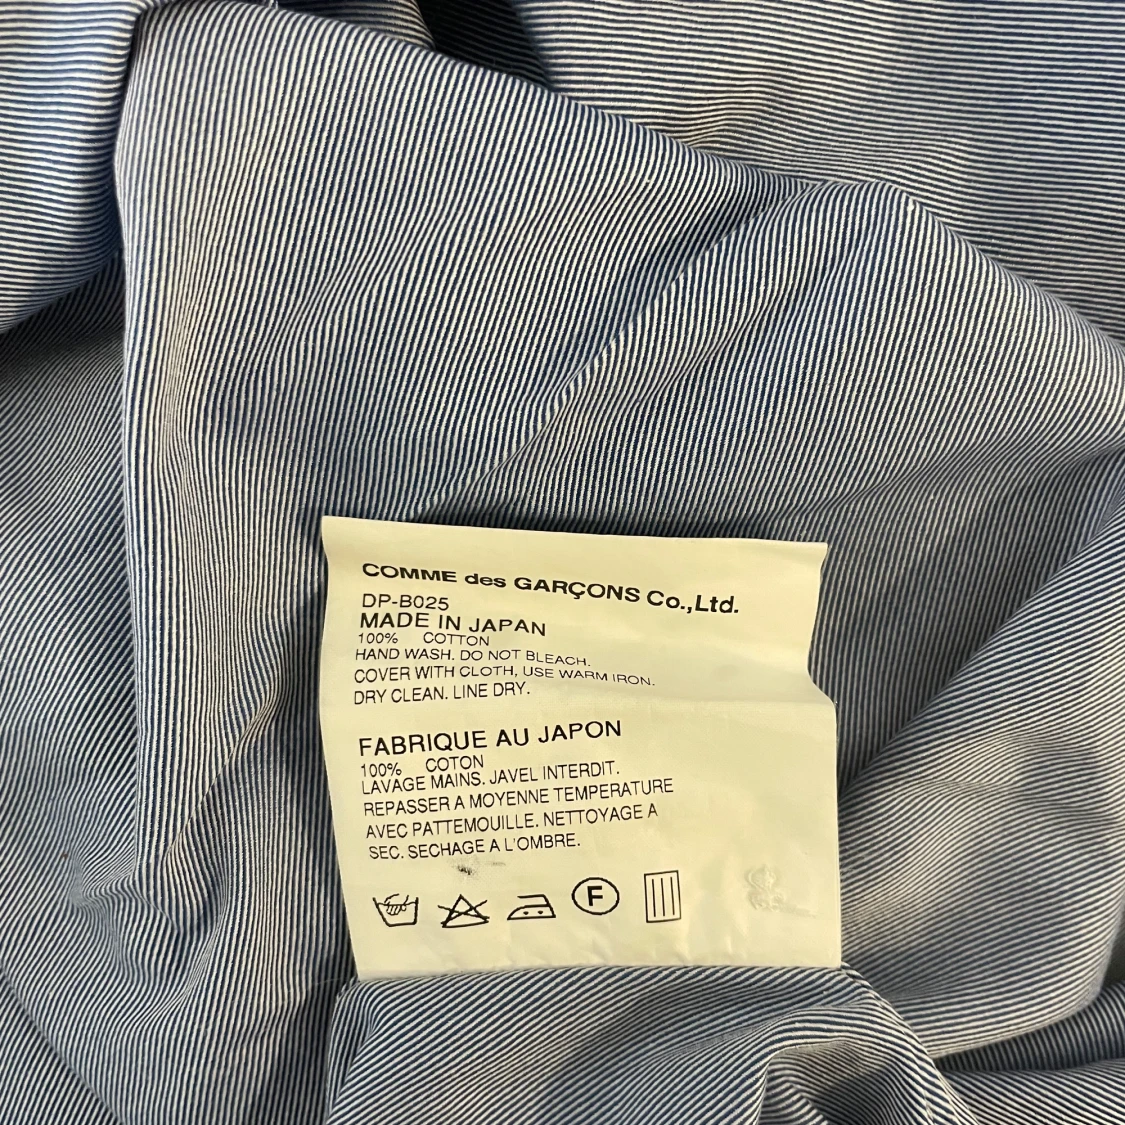 COMME des GARÇONS Co.,Ltd.
DP-B025
MADE IN JAPAN
100% COTTON
HAND WASH. DO NOT BLEACH.
COVER WITH CLOTH, USE WARM IRON.
DRY CLEAN. LINE DRY.
FABRIQUE AU JAPON
100% COTON
LAVAGE MAINS. JAVEL INTERDIT.
REPASSER A MOYENNE TEMPERATURE
AVEC PATTEMOUILLE. NETTOYAGE A
SEC. SECHAGE A L'OMBRE.
F